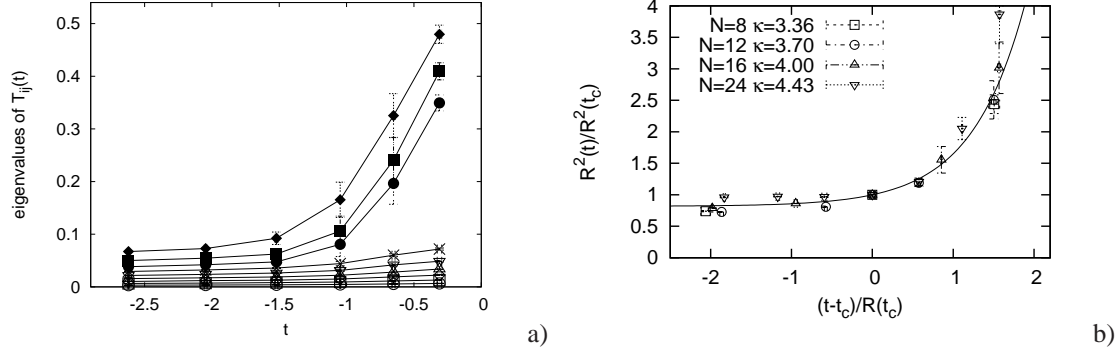 0.5
0.4
0.3
0.2
0.1
0
eigenvalues of T_ij(t)
-2.5 -2 -1.5 -1 -0.5 0
t
a)
N=8 κ=3.36
N=12 κ=3.70
N=16 κ=4.00
N=24 κ=4.43
4
3.5
3
2.5
2
1.5
1
0.5
0
R^2(t)/R^2(t_c)
-2 -1 0 1 2
(t-t_c)/R(t_c)
b)